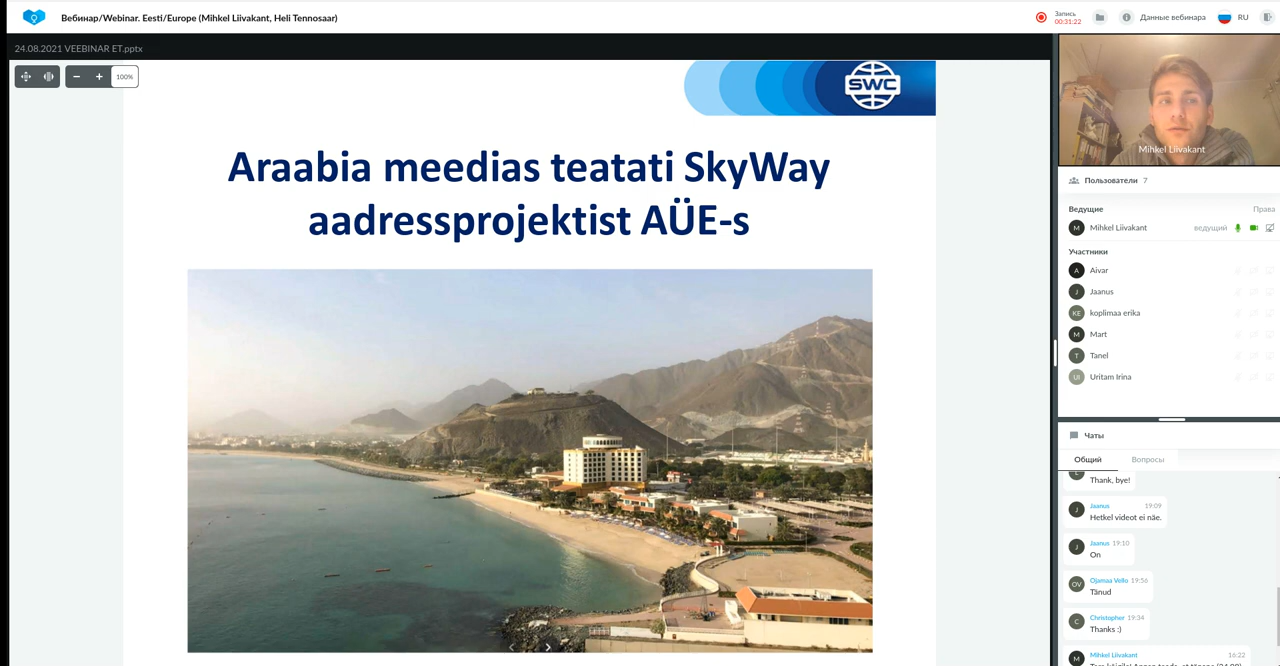 Вебинар/Webinar. Eesti/Europe (Mihkel Liivakant, Heli Tennosaar)
Запись
00:31:22
Данные вебинара
RU
24.08.2021 VEEBINAR ET.pptx
100%
SWC
Araabia meedias teatati SkyWay
aadressprojektist AÜE-s
Mihkel Liivakant
Пользователи 7
Ведущие
Права
M
Mihkel Liivakant
ведущий
Участники
A
Aivar
J
Jaanus
KE
koplimaa erika
M
Mart
T
Tanel
UI
Uritam Irina
Чаты
Общий
Вопросы
Thank, bye!
J
Jaanus 19:09
Hetkel videot ei näe.
J
Jaanus 19:10
On
OV
Ojamaa Vello 19:56
Tänud
C
Christopher 19:34
Thanks :)
M
Mihkel Liivakant 16:22